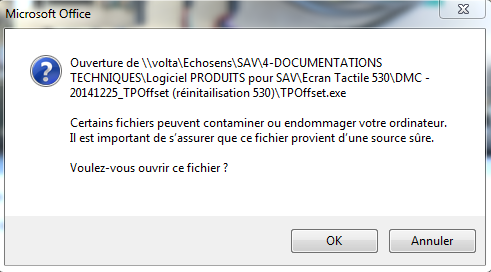 Microsoft Office
Ouverture de \\volta\Echosens\SAV\4-DOCUMENTATIONS
TECHNIQUES\Logiciel PRODUITS pour SAV\Ecran Tactile 530\DMC -
20141225_TPOffset (réinitailisation 530)\TPOffset.exe
Certains fichiers peuvent contaminer ou endommager votre ordinateur.
Il est important de s'assurer que ce fichier provient d'une source sûre.
Voulez-vous ouvrir ce fichier ?
OK
Annuler